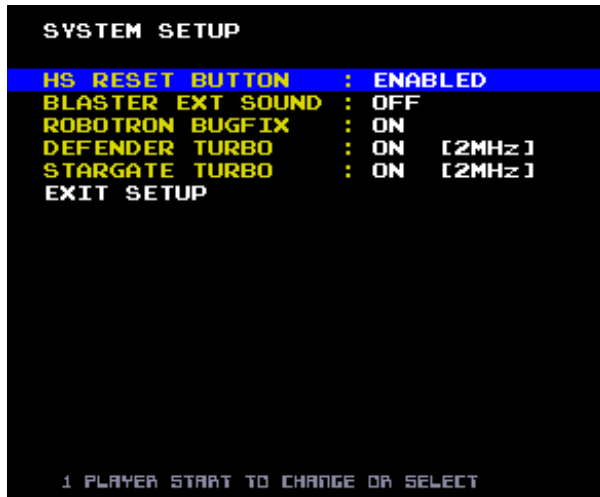 SYSTEM SETUP
HS RESET BUTTON : ENABLED
BLASTER EXT SOUND : OFF
ROBOTRON BUGFIX : ON
DEFENDER TURBO : ON [2MHz]
STARGATE TURBO : ON [2MHz]
EXIT SETUP
1 PLAYER START TO CHANGE OR SELECT